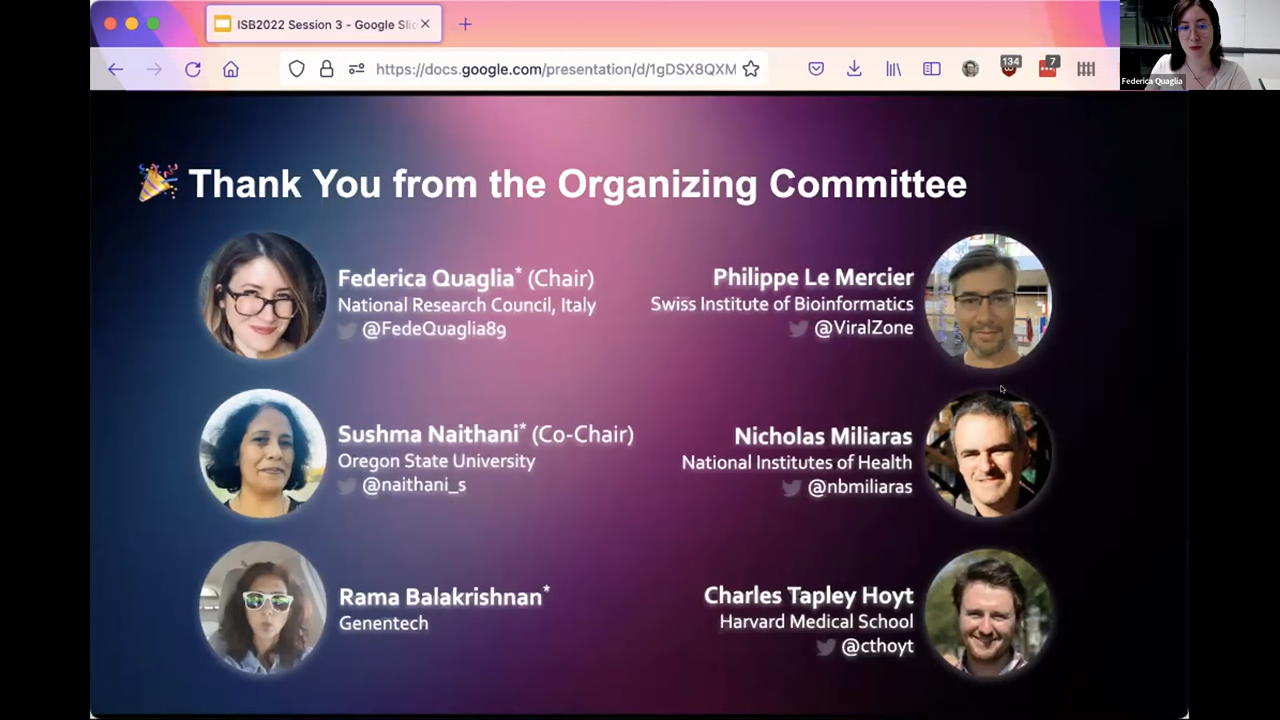 ISB2022 Session 3 - Google Slid
https://docs.google.com/presentation/d/1gDSX8QXM
134
7
Federica Quaglia
🎉 Thank You from the Organizing Committee
Federica Quaglia* (Chair)
National Research Council, Italy
@FedeQuaglia89
Philippe Le Mercier
Swiss Institute of Bioinformatics
@ViralZone
Sushma Naithani* (Co-Chair)
Oregon State University
@naithani_s
Nicholas Miliaras
National Institutes of Health
@nbmiliaras
Rama Balakrishnan*
Genentech
Charles Tapley Hoyt
Harvard Medical School
@cthoyt